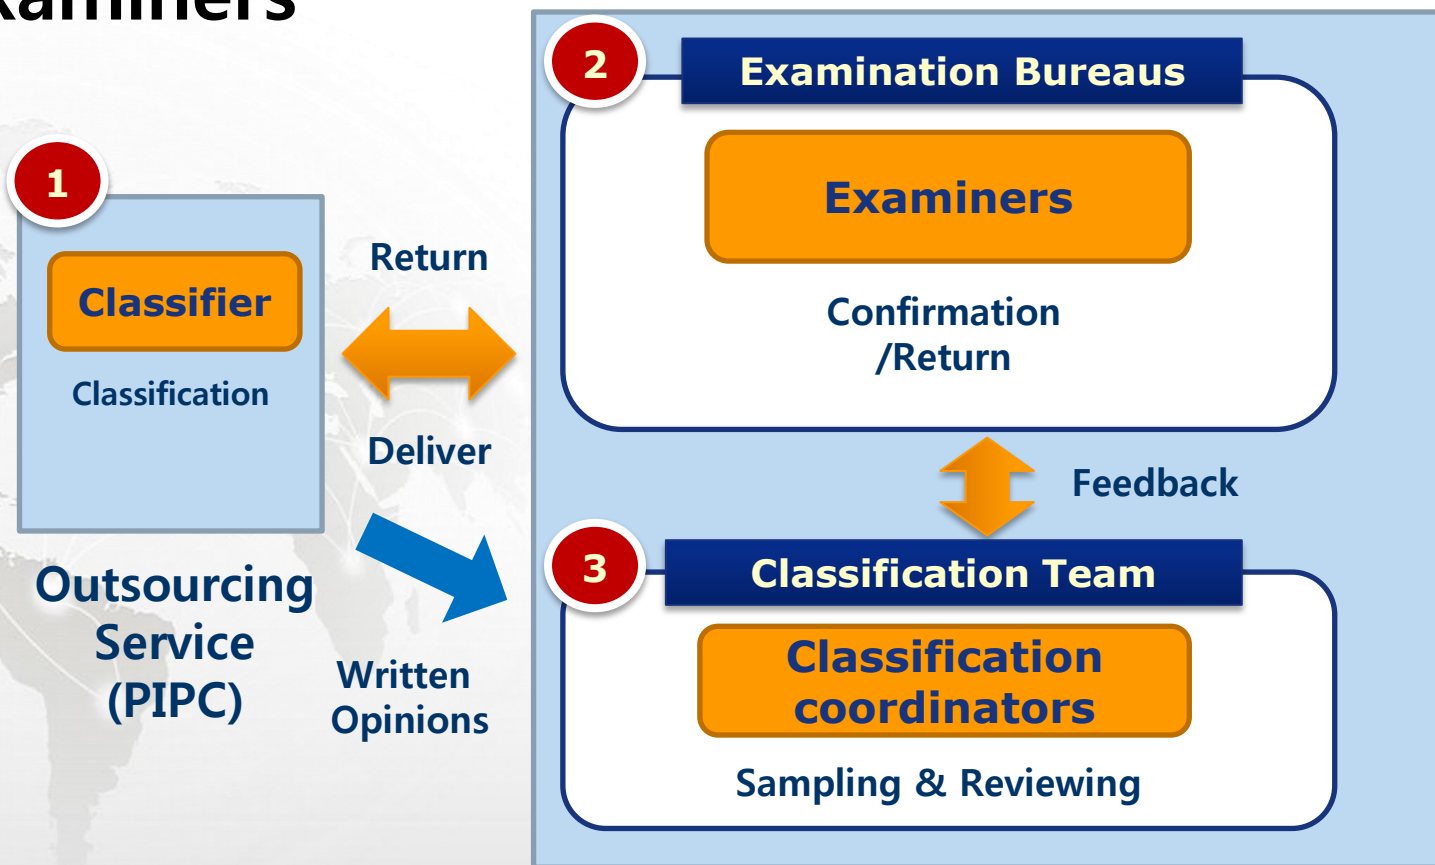 2
Examination Bureaus
Examiners
Confirmation
/Return
1
Classifier
Classification
Return
Deliver
Outsourcing
Service
(PIPC)
Written
Opinions
Feedback
3
Classification Team
Classification
coordinators
Sampling & Reviewing